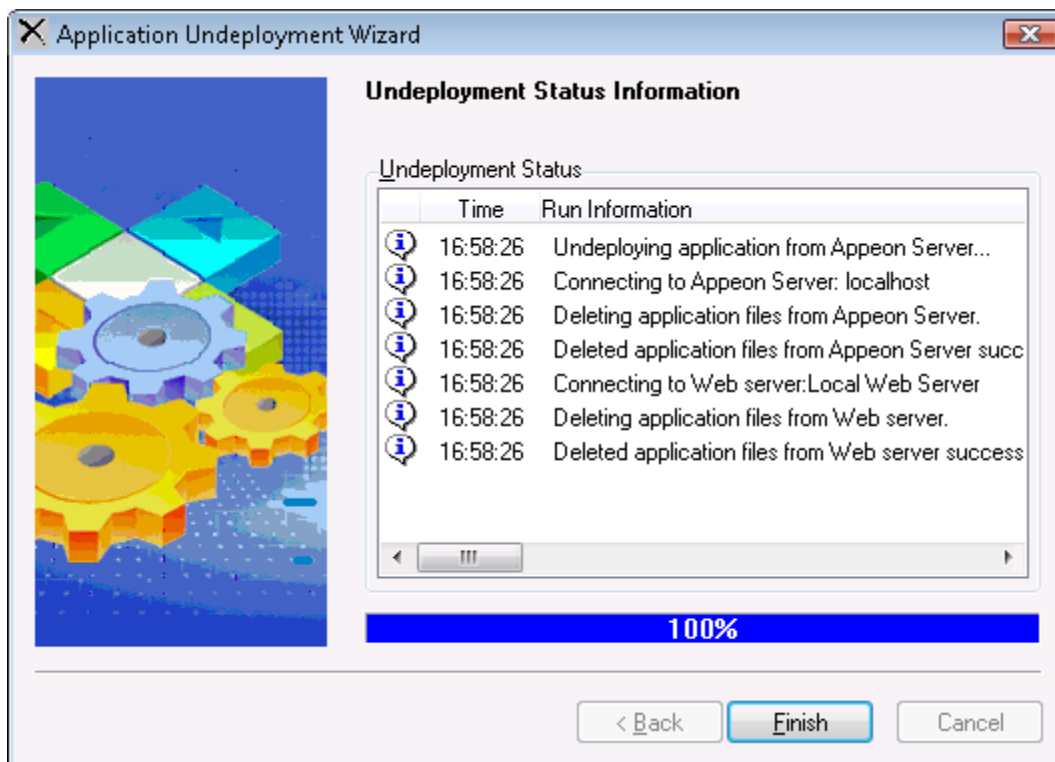 Application Undeployment Wizard
Undeployment Status Information
Undeployment Status
Time Run Information
16:58:26 Undeploying application from Appeon Server...
16:58:26 Connecting to Appeon Server: localhost
16:58:26 Deleting application files from Appeon Server.
16:58:26 Deleted application files from Appeon Server succ
16:58:26 Connecting to Web server:Local Web Server
16:58:26 Deleting application files from Web server.
16:58:26 Deleted application files from Web server success
100%
< Back Finish Cancel